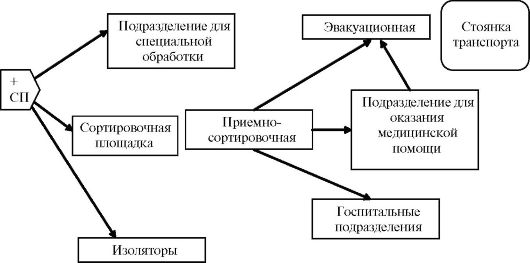 Подразделение для
специальной
обработки
Эвакуационная
Стоянка
транспорта
+
СП
Сортировочная
площадка
Приемно-
сортировочная
Подразделение для
оказания
медицинской
помощи
Госпитальные
подразделения
Изоляторы